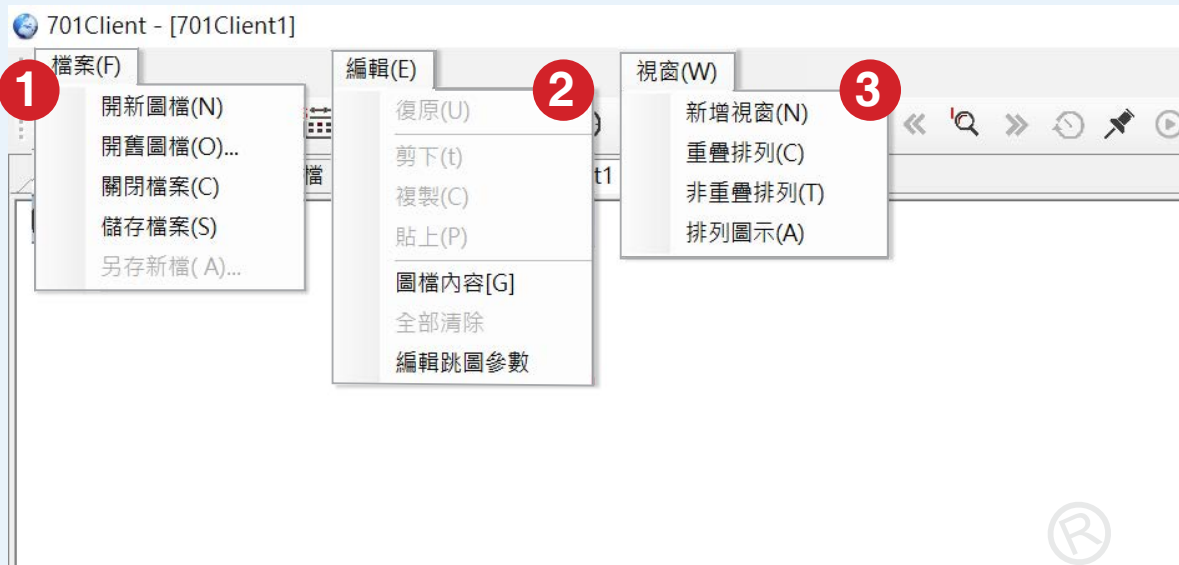 701Client - [701Client1]
檔案(F)
1
開新圖檔(N)
開舊圖檔(O)...
關閉檔案(C)
儲存檔案(S)
另存新檔( A)...
檔
編輯(E)
2
復原(U)
剪下(t)
複製(C)
貼上(P)
圖檔內容[G]
全部清除
編輯跳圖參數
t1
視窗(W)
3
新增視窗(N)
重疊排列(C)
非重疊排列(T)
排列圖示(A)
®